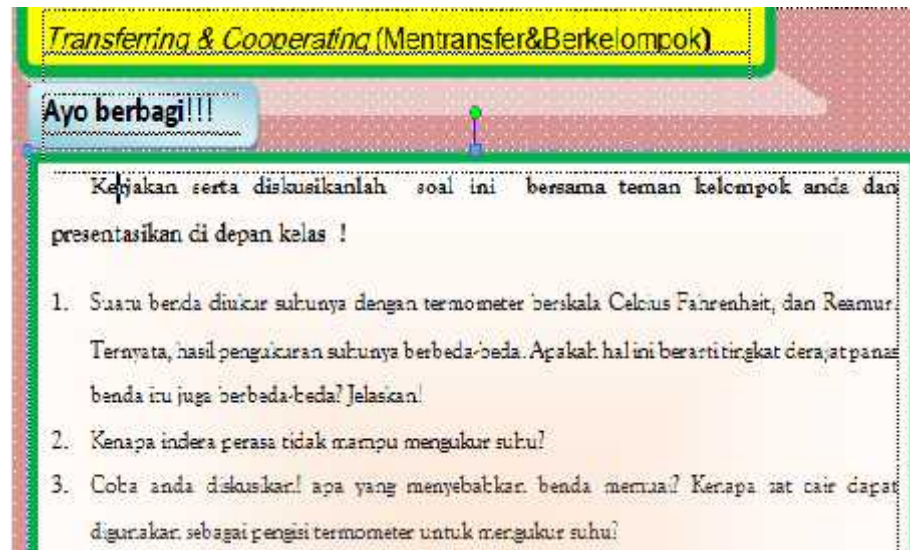 Transferring & Cooperating (Mentransfer&Berkelompok)
Ayo berbagi!!!
Kerjakan serta diskusikanlah soal ini bersama teman kelompok anda dan
presentasikan di depan kelas !
1. Suatu benda diukur suhunya dengan termometer berskala Celcius Fahrenheit, dan Reamur.
Ternyata, hasil pengukuran suhunya berbeda-beda. Apakah hal ini berarti tingkat derajat panas
benda itu juga berbeda-beda? Jelaskan!
2. Kenapa indera perasa tidak mampu mengukur suhu?
3. Coba anda diskusikan! apa yang menyebabkan benda memuai? Kenapa zat cair dapat
digunakan sebagai pengisi termometer untuk mengukur suhu?